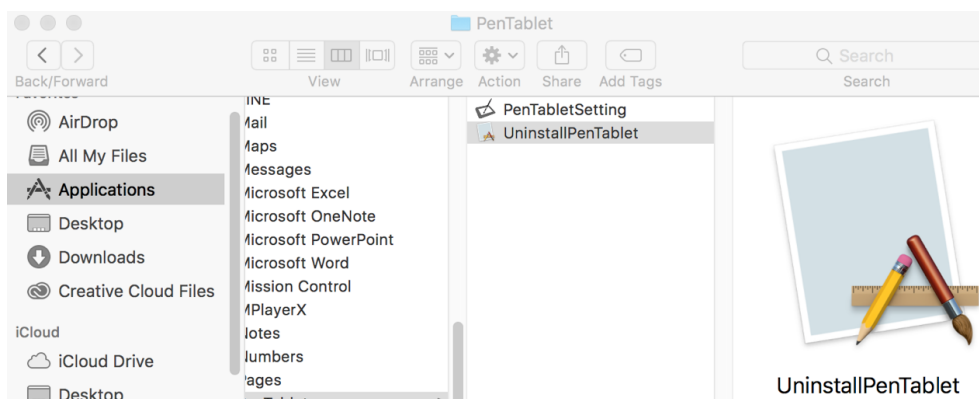 PenTablet
Back/Forward
View
Arrange
Action
Share
Add Tags
Search
Search
AirDrop
All My Files
Applications
Desktop
Downloads
Creative Cloud Files
iCloud
iCloud Drive
Desktop
Mail
Maps
Messages
Microsoft Excel
Microsoft OneNote
Microsoft PowerPoint
Microsoft Word
Mission Control
MPlayerX
Notes
Numbers
Pages
PenTabletSetting
UninstallPenTablet
UninstallPenTablet